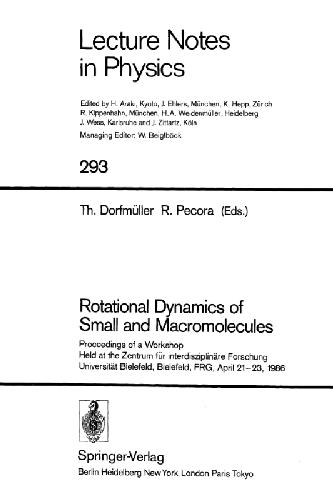 Lecture Notes
in Physics
Edited by H. Araki, Kyoto, J. Ehlers, München, K. Hepp, Zürich
R. Kippenhahn, München, H. A. Weidenmüller, Heidelberg
J. Wess, Karlsruhe and J. Zittartz, Köln
Managing Editor: W. Beiglböck
293
Th. Dorfmüller R. Pecora (Eds.)
Rotational Dynamics of
Small and Macromolecules
Proceedings of a Workshop
Held at the Zentrum für interdisziplinäre Forschung
Universität Bielefeld, Bielefeld, FRG, April 21–23, 1986
Springer-Verlag
Berlin Heidelberg New York London Paris Tokyo